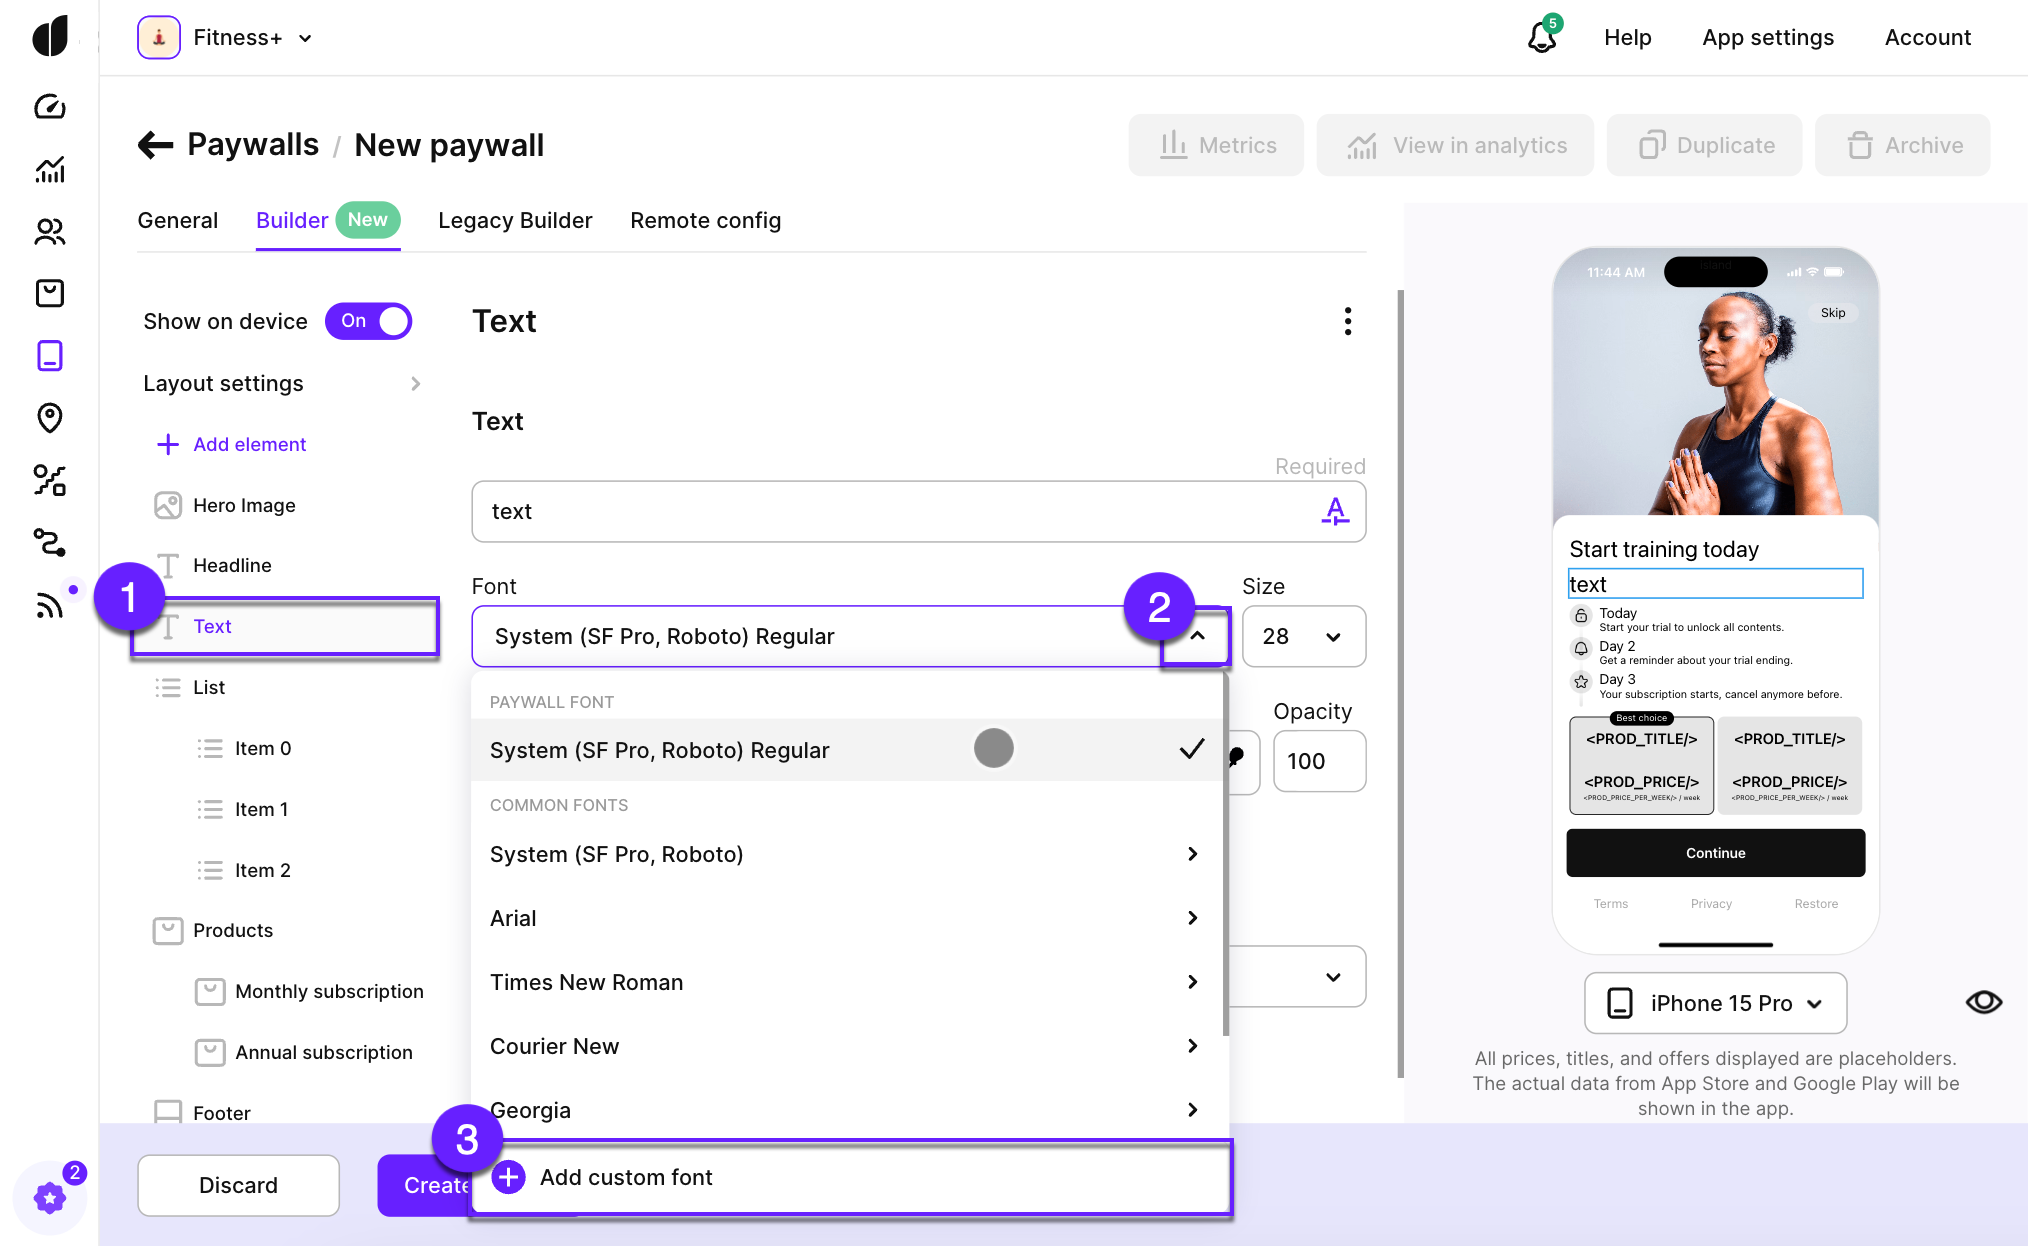 Fitness+
5
Help
App settings
Account
Paywalls / New paywall
Metrics
View in analytics
Duplicate
Archive
General
Builder New
Legacy Builder
Remote config
Show on device On
Layout settings
Add element
Hero Image
Headline
1
Text
List
Item 0
Item 1
Item 2
Products
Monthly subscription
Annual subscription
Footer
Text
Text
Required
text
A
Font
2
Size
System (SF Pro, Roboto) Regular
28
PAYWALL FONT
System (SF Pro, Roboto) Regular
COMMON FONTS
System (SF Pro, Roboto)
Arial
Times New Roman
Courier New
Georgia
3
Add custom font
Opacity
100
Discard
Create
2
11:44 AM
island
Skip
Start training today
text
Today
Start your trial to unlock all contents.
Day 2
Get a reminder about your trial ending.
Day 3
Your subscription starts, cancel anymore before.
Best choice
<PROD_TITLE/>
<PROD_PRICE/>
<PROD_PRICE_PER_WEEK/> / week
<PROD_TITLE/>
<PROD_PRICE/>
<PROD_PRICE_PER_WEEK/> / week
Continue
Terms
Privacy
Restore
iPhone 15 Pro
All prices, titles, and offers displayed are placeholders.
The actual data from App Store and Google Play will be
shown in the app.